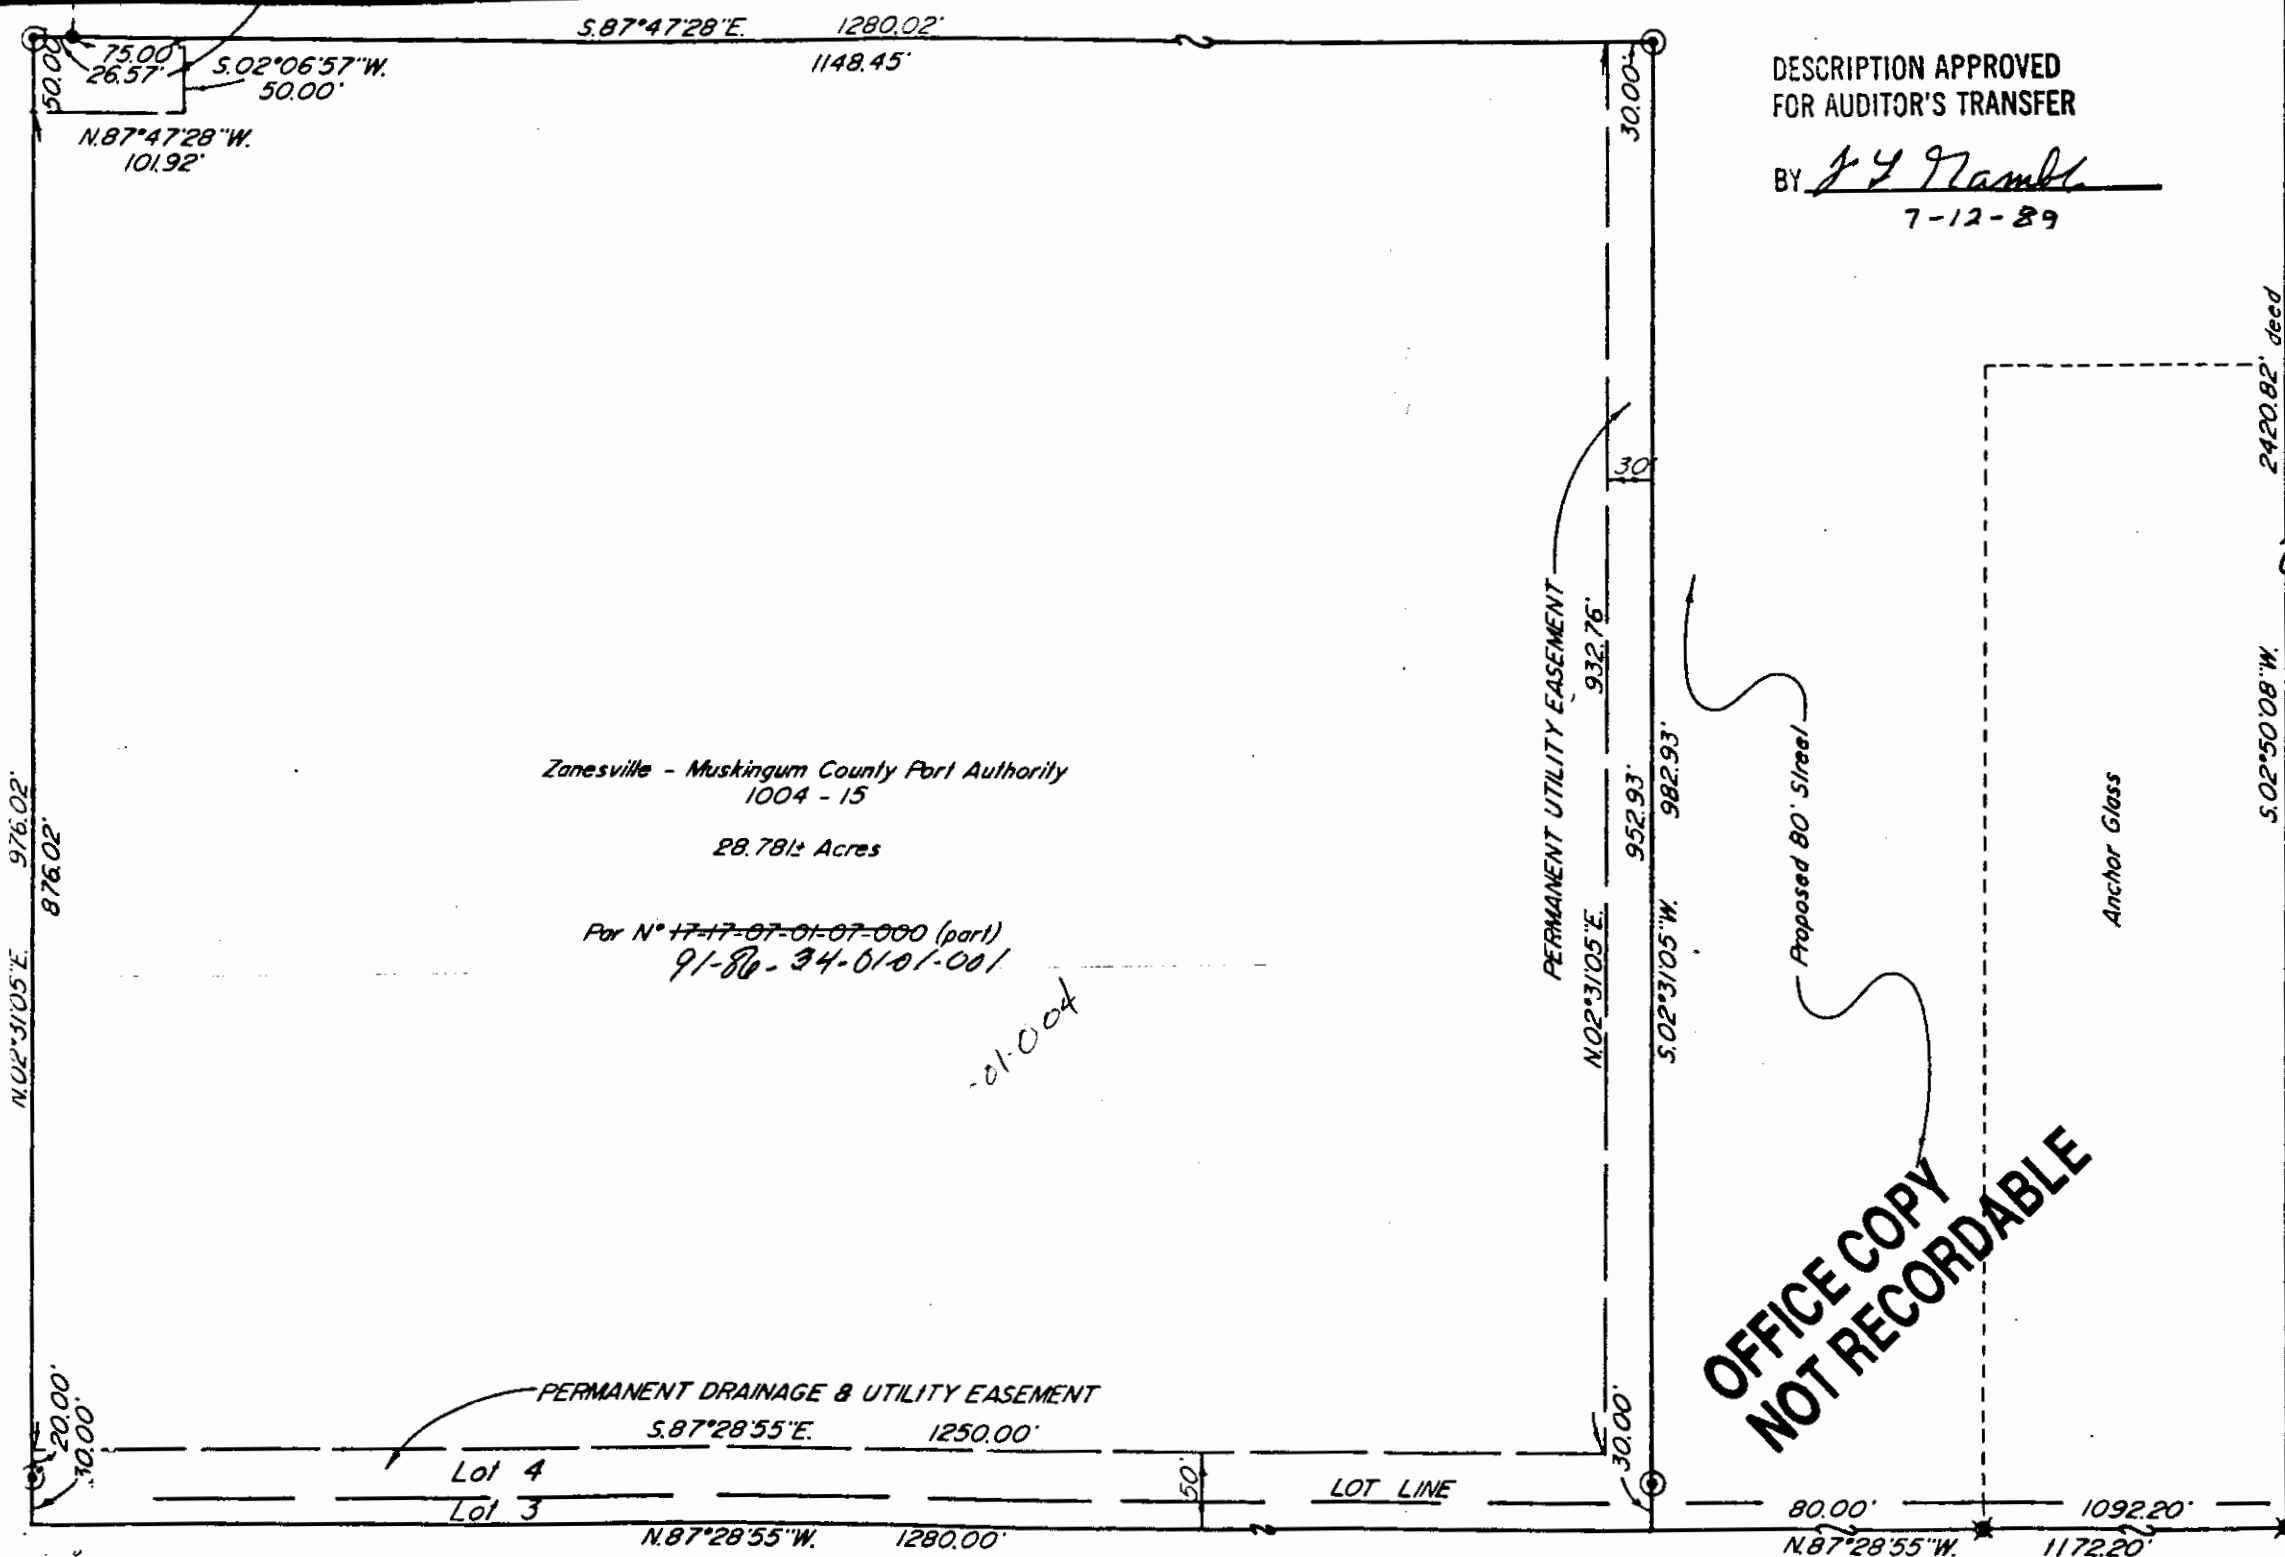 S.87°47'28"E. 1280.02'
1148.45'
50.00'
75.00'
26.57'
S.02°06'57"W.
50.00'
N.87°47'28"W.
101.92'
30.00'
DESCRIPTION APPROVED
FOR AUDITOR'S TRANSFER
BY
7-12-89
2420.82' deed
S.02°50'08"W.
30'
PERMANENT UTILITY EASEMENT
N.02°31'05"E. 932.76'
952.93'
S.02°31'05"W. 982.93'
Proposed 80' Street
Anchor Glass
N.02°31'05"E. 976.02'
876.02'
Zanesville - Muskingum County Port Authority
1004 - 15
28.781± Acres
Par Nº 17-17-07-01-07-000 (part)
91-86-34-0101-001
-01-004
OFFICE COPY
NOT RECORDABLE
20.00'
30.00'
PERMANENT DRAINAGE & UTILITY EASEMENT
S.87°28'55"E. 1250.00'
Lot 4
Lot 3
50'
LOT LINE
30.00'
80.00'
1092.20'
N.87°28'55"W. 1280.00'
N.87°28'55"W. 1172.20'